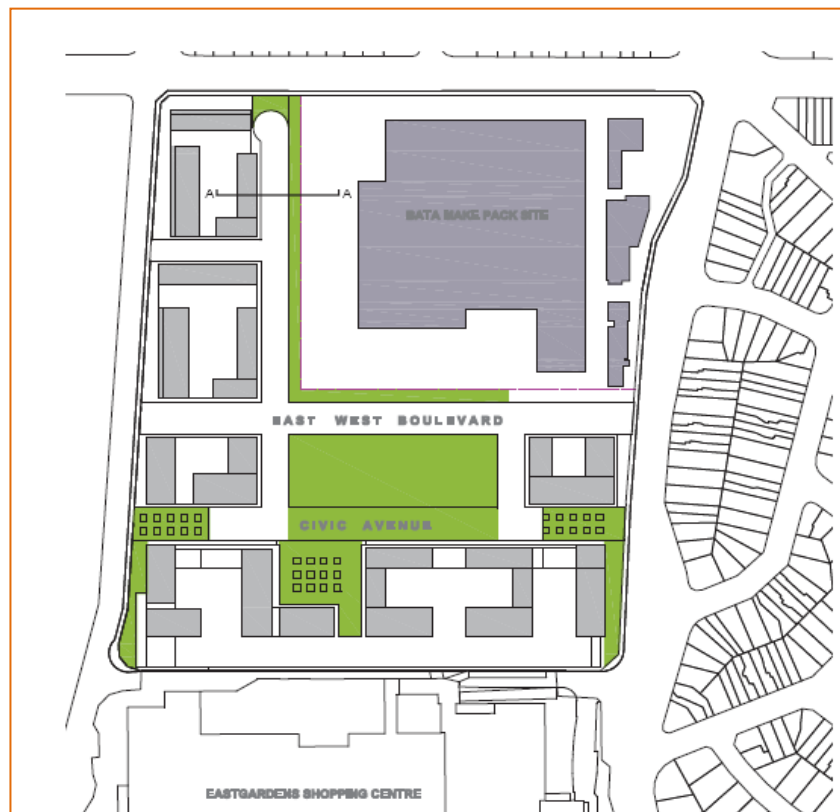 A A
BATA MAKE PACK SITE
EAST WEST BOULEVARD
CIVIC AVENUE
EASTGARDENS SHOPPING CENTRE